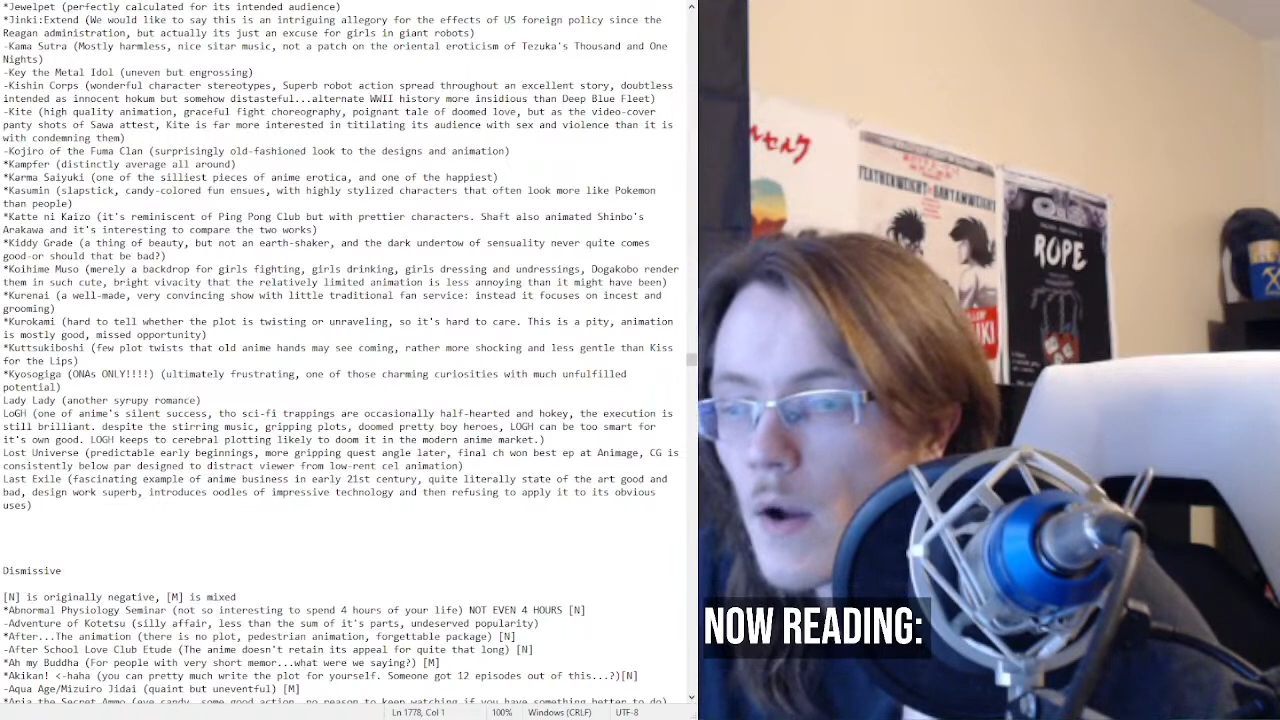 *Jewelpet (perfectly calculated for its intended audience)
*Jinki:Extend (We would like to say this is an intriguing allegory for the effects of US foreign policy since the
Reagan administration, but actually its just an excuse for girls in giant robots)
-Kama Sutra (Mostly harmless, nice sitar music, not a patch on the oriental eroticism of Tezuka's Thousand and One
Nights)
-Key the Metal Idol (uneven but engrossing)
-Kishin Corps (wonderful character stereotypes, Superb robot action spread throughout an excellent story, doubtless
intended as innocent hokum but somehow distasteful...alternate WWII history more insidious than Deep Blue Fleet)
-Kite (high quality animation, graceful fight choreography, poignant tale of doomed love, but as the video-cover
panty shots of Sawa attest, Kite is far more interested in titilating its audience with sex and violence than it is
with condemning them)
-Kojiro of the Fuma Clan (surprisingly old-fashioned look to the designs and animation)
*Kampfer (distinctly average all around)
*Karma Saiyuki (one of the silliest pieces of anime erotica, and one of the happiest)
*Kasumin (slapstick, candy-colored fun ensues, with highly stylized characters that often look more like Pokemon
than people)
*Katte ni Kaizo (it's reminiscent of Ping Pong Club but with prettier characters. Shaft also animated Shinbo's
Arakawa and it's interesting to compare the two works)
*Kiddy Grade (a thing of beauty, but not an earth-shaker, and the dark undertow of sensuality never quite comes
good-or should that be bad?)
*Koihime Muso (merely a backdrop for girls fighting, girls drinking, girls dressing and undressings, Dogakobo render
them in such cute, bright vivacity that the relatively limited animation is less annoying than it might have been)
*Kurenai (a well-made, very convincing show with little traditional fan service: instead it focuses on incest and
grooming)
*Kurokami (hard to tell whether the plot is twisting or unraveling, so it's hard to care. This is a pity, animation
is mostly good, missed opportunity)
*Kuttsukiboshi (few plot twists that old anime hands may see coming, rather more shocking and less gentle than Kiss
for the Lips)
*Kyosogiga (ONAs ONLY!!!!) (ultimately frustrating, one of those charming curiosities with much unfulfilled
potential)
Lady Lady (another syrupy romance)
LoGH (one of anime's silent success, tho sci-fi trappings are occasionally half-hearted and hokey, the execution is
still brilliant. despite the stirring music, gripping plots, doomed pretty boy heroes, LOGH can be too smart for
it's own good. LOGH keeps to cerebral plotting likely to doom it in the modern anime market.)
Lost Universe (predictable early beginnings, more gripping quest angle later, final ch won best ep at Animage, CG is
consistently below par designed to distract viewer from low-rent cel animation)
Last Exile (fascinating example of anime business in early 21st century, quite literally state of the art good and
bad, design work superb, introduces oodles of impressive technology and then refusing to apply it to its obvious
uses)
Dismissive
[N] is originally negative, [M] is mixed
*Abnormal Physiology Seminar (not so interesting to spend 4 hours of your life) NOT EVEN 4 HOURS [N]
-Adventure of Kotetsu (silly affair, less than the sum of it's parts, undeserved popularity)
*After...The animation (there is no plot, pedestrian animation, forgettable package) [N]
-After School Love Club Etude (The anime doesn't retain its appeal for quite that long) [N]
*Ah my Buddha (For people with very short memor...what were we saying?) [M]
*Akikan! <-haha (you can pretty much write the plot for yourself. Someone got 12 episodes out of this...?)[N]
-Aqua Age/Mizuiro Jidai (quaint but uneventful) [M]
*Aria the Secret Ammo (eye candy, some good action, no reason to keep watching if you have something better to do)
Ln 1778, Col 1
100%
Windows (CRLF)
UTF-8
セルク
FEATHERWEIGHT
BANTAMWEIGHT
ROPE
NOW READING: